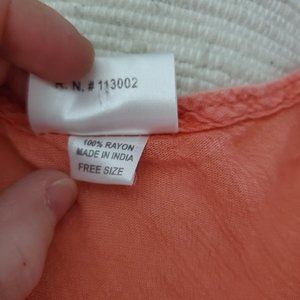 R. N. # 113002
100% RAYON
MADE IN INDIA
FREE SIZE